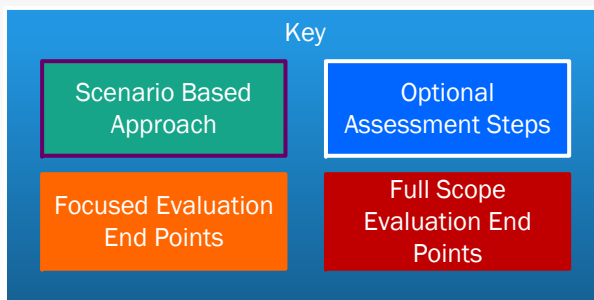 Key
Scenario Based
Approach
Optional
Assessment Steps
Focused Evaluation
End Points
Full Scope
Evaluation End
Points